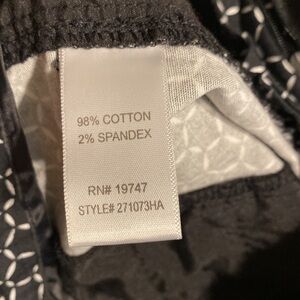 98% COTTON
2% SPANDEX
RN# 19747
STYLE# 271073HA